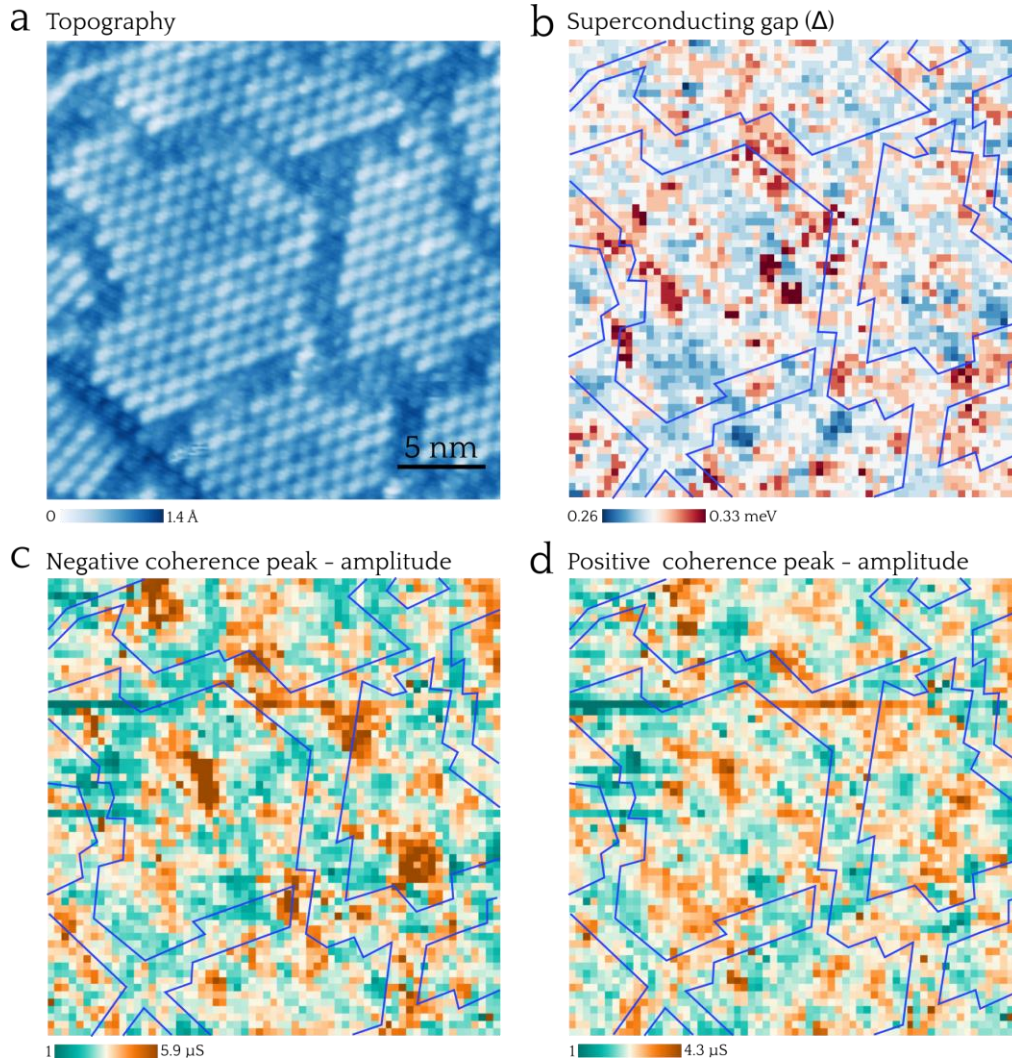 a Topography
b Superconducting gap (Δ)
5 nm
0 1.4 Å
0.26 0.33 meV
c Negative coherence peak - amplitude
d Positive coherence peak - amplitude
1 5.9 µS
1 4.3 µS